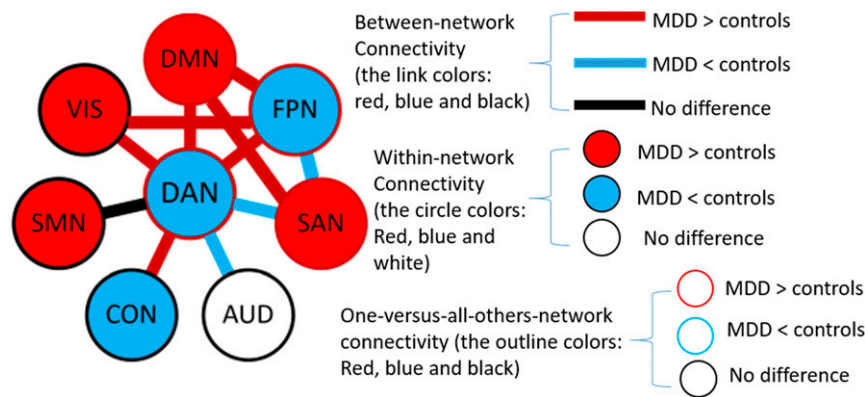 DMN
VIS
FPN
DAN
SMN
SAN
CON
AUD
Between-network
Connectivity
(the link colors:
red, blue and black)
MDD > controls
MDD < controls
No difference
Within-network
Connectivity
(the circle colors:
Red, blue and
white)
MDD > controls
MDD < controls
No difference
One-versus-all-others-network
connectivity (the outline colors:
Red, blue and black)
MDD > controls
MDD < controls
No difference